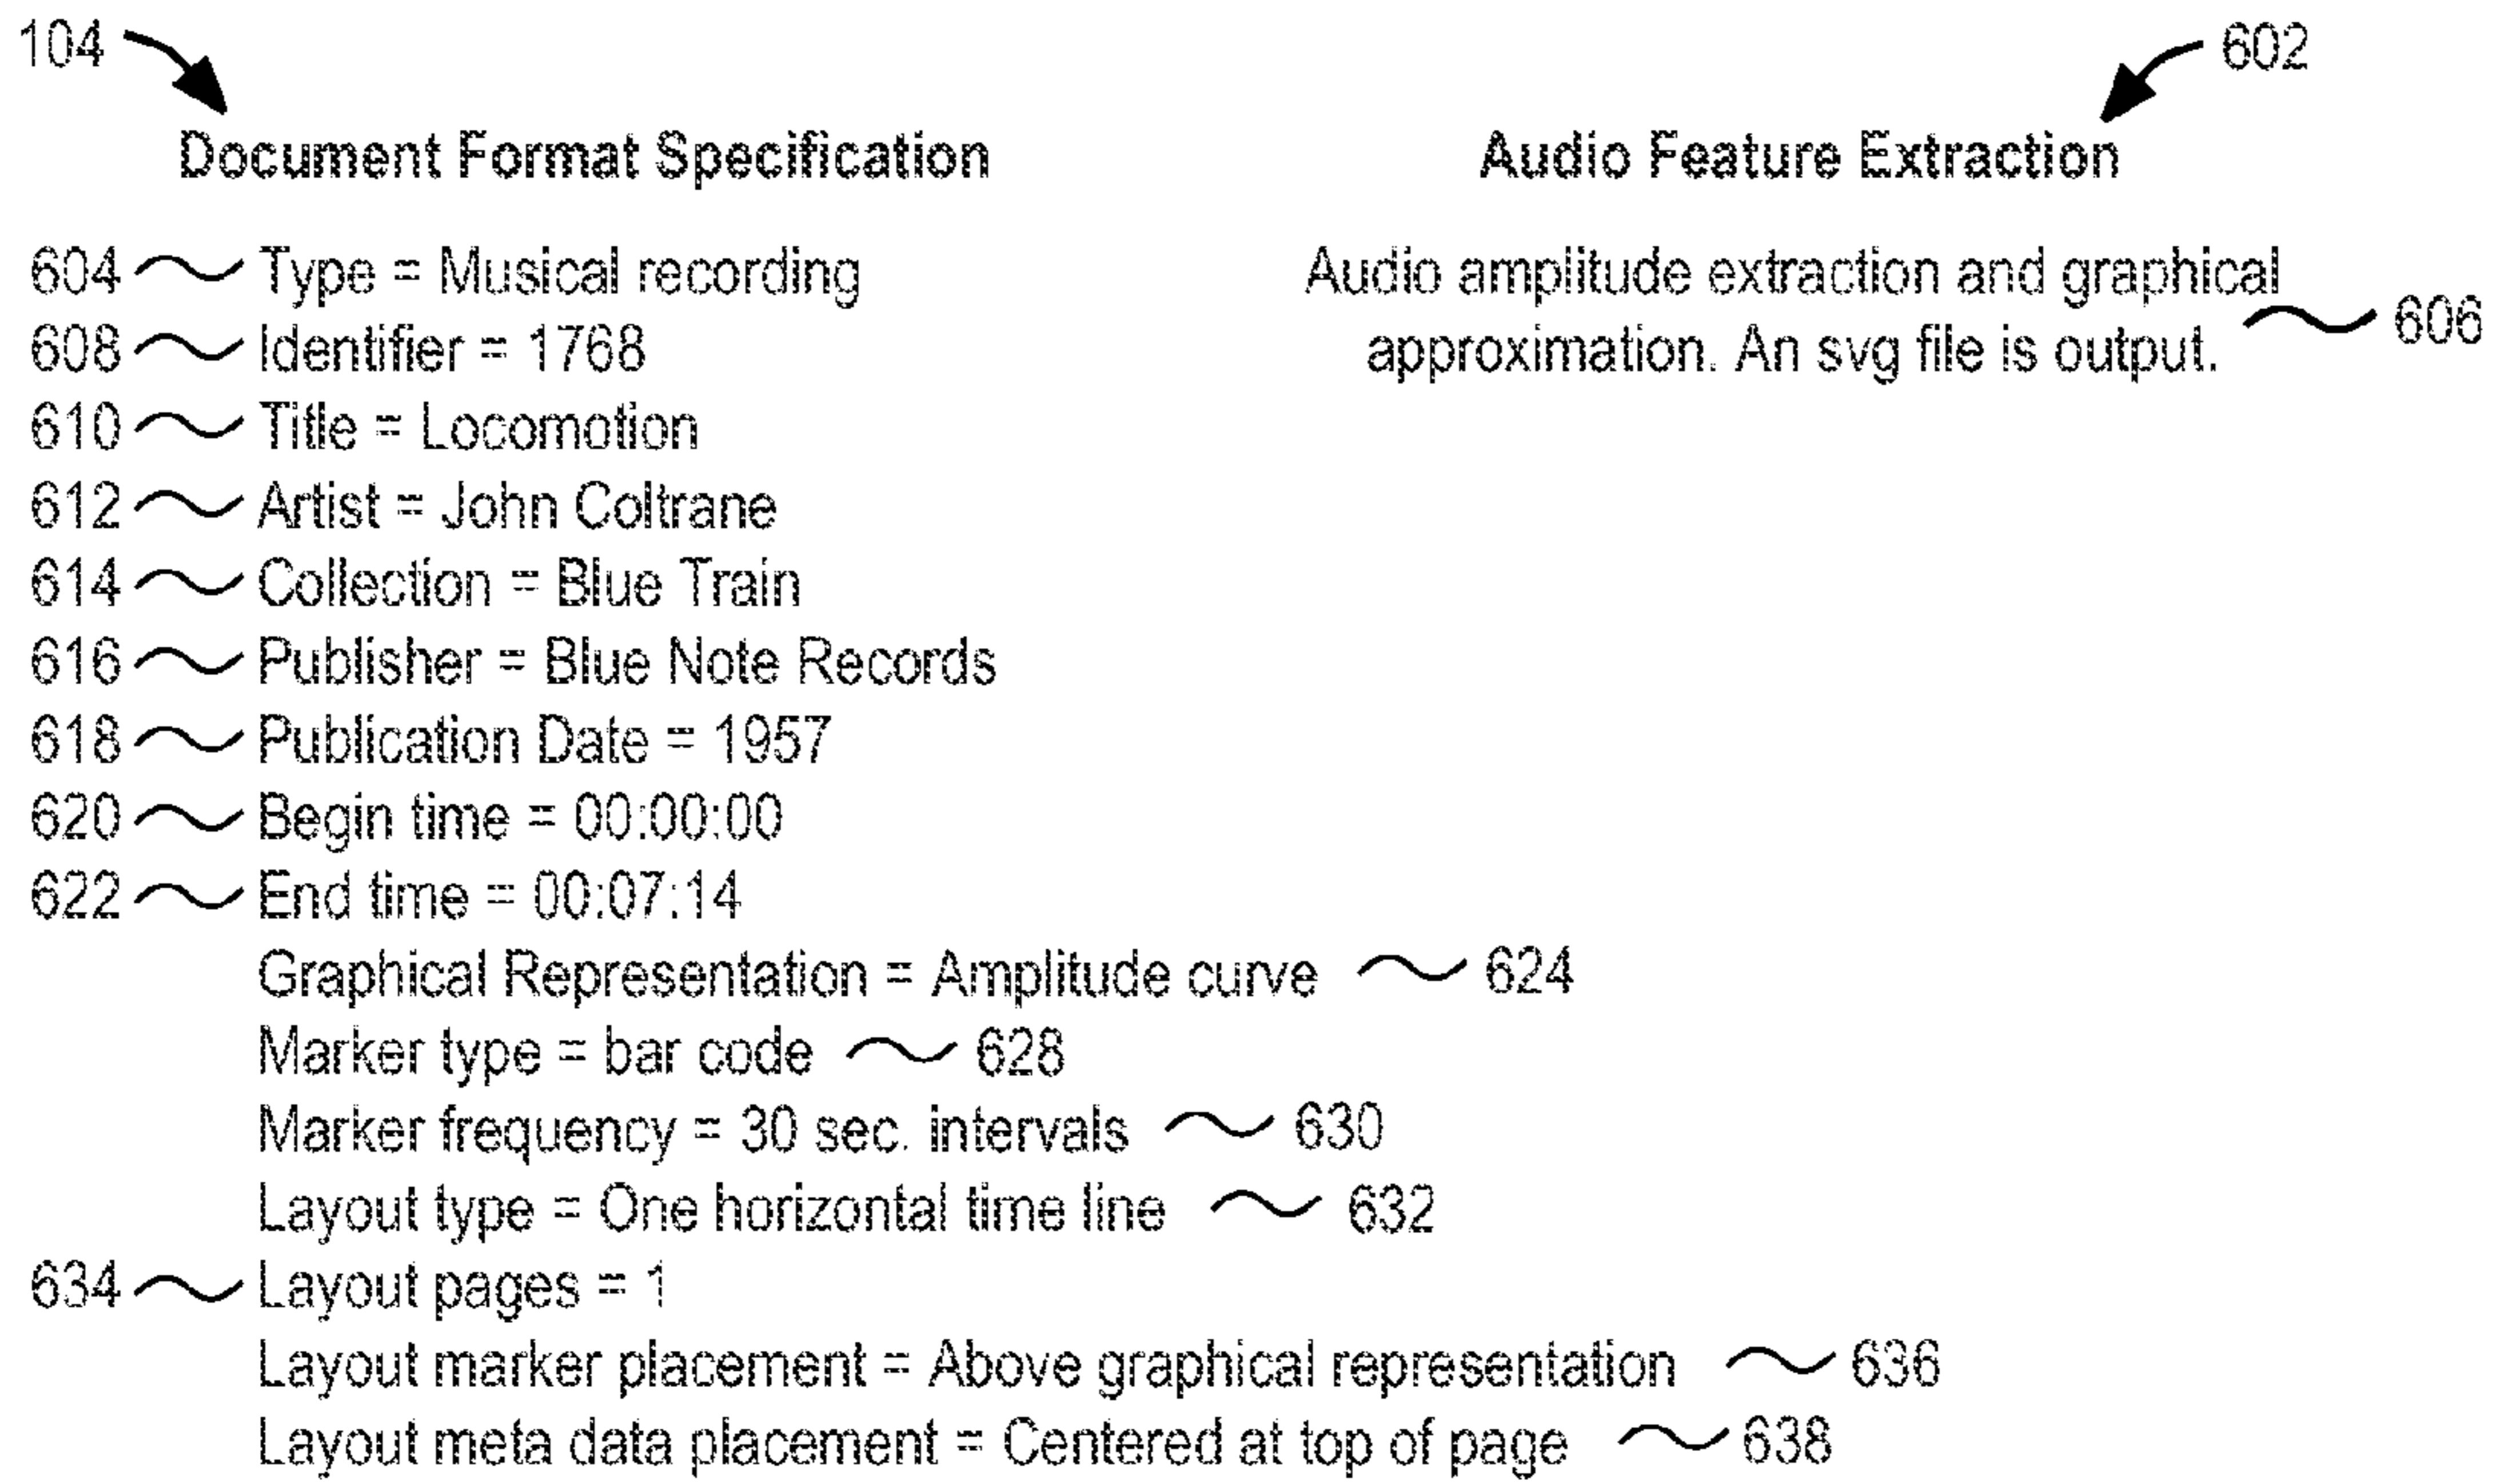 104
602
Document Format Specification
Audio Feature Extraction
604 Type = Musical recording
Audio amplitude extraction and graphical
606
608 Identifier = 1768
approximation. An svg file is output.
610 Title = Locomotion
612 Artist = John Coltrane
614 Collection = Blue Train
616 Publisher = Blue Note Records
618 Publication Date = 1957
620 Begin time = 00:00:00
622 End time = 00:07:14
Graphical Representation = Amplitude curve 624
Marker type = bar code 628
Marker frequency = 30 sec. intervals 630
Layout type = One horizontal time line 632
634 Layout pages = 1
Layout marker placement = Above graphical representation 636
Layout meta data placement = Centered at top of page 638